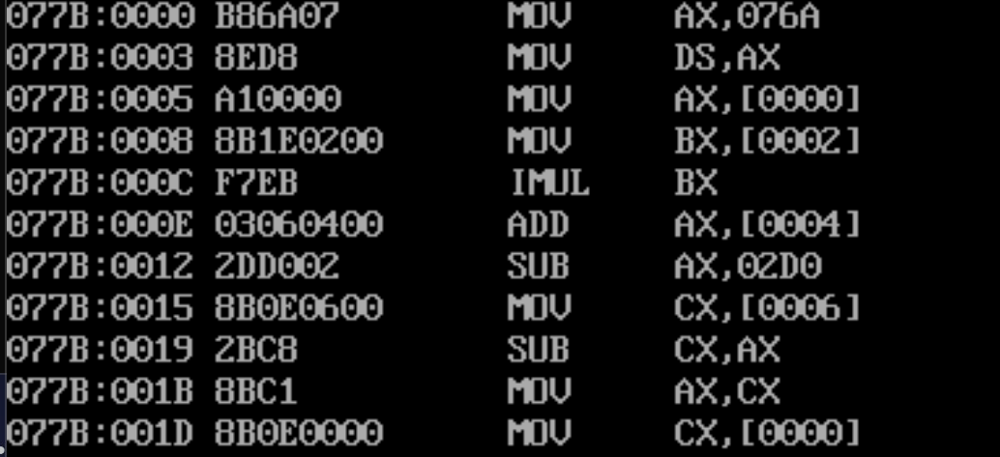 077B:0000 B86A07 MOV AX,076A
077B:0003 8ED8 MOV DS,AX
077B:0005 A10000 MOV AX,[0000]
077B:0008 8B1E0200 MOV BX,[0002]
077B:000C F7EB IMUL BX
077B:000E 03060400 ADD AX,[0004]
077B:0012 2DD002 SUB AX,02D0
077B:0015 8B0E0600 MOV CX,[0006]
077B:0019 2BC8 SUB CX,AX
077B:001B 8BC1 MOV AX,CX
077B:001D 8B0E0000 MOV CX,[0000]